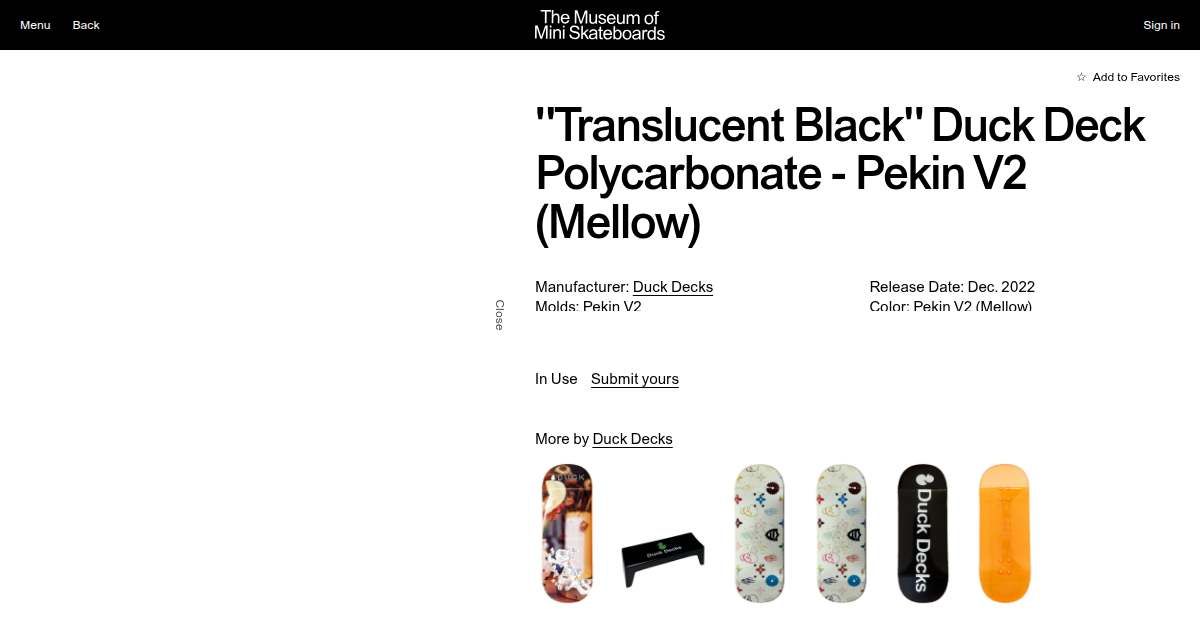 Menu
Back
The Museum of
Mini Skateboards
Sign in
☆ Add to Favorites
"Translucent Black" Duck Deck
Polycarbonate - Pekin V2
(Mellow)
Manufacturer: Duck Decks
Release Date: Dec. 2022
Molds: Pekin V2
Color: Pekin V2 (Mellow)
Close
In Use
Submit yours
More by Duck Decks
DUCK
Duck Decks
Duck Decks